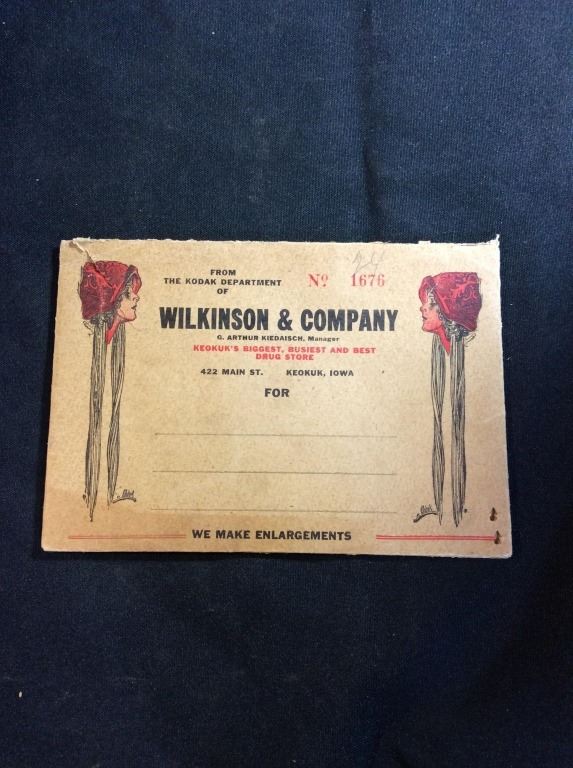 FROM
THE KODAK DEPARTMENT
OF
Nº 1676
WILKINSON & COMPANY
G. ARTHUR KIEDAISCH, Manager
KEOKUK'S BIGGEST, BUSIEST AND BEST
DRUG STORE
422 MAIN ST. KEOKUK, IOWA
FOR
WE MAKE ENLARGEMENTS